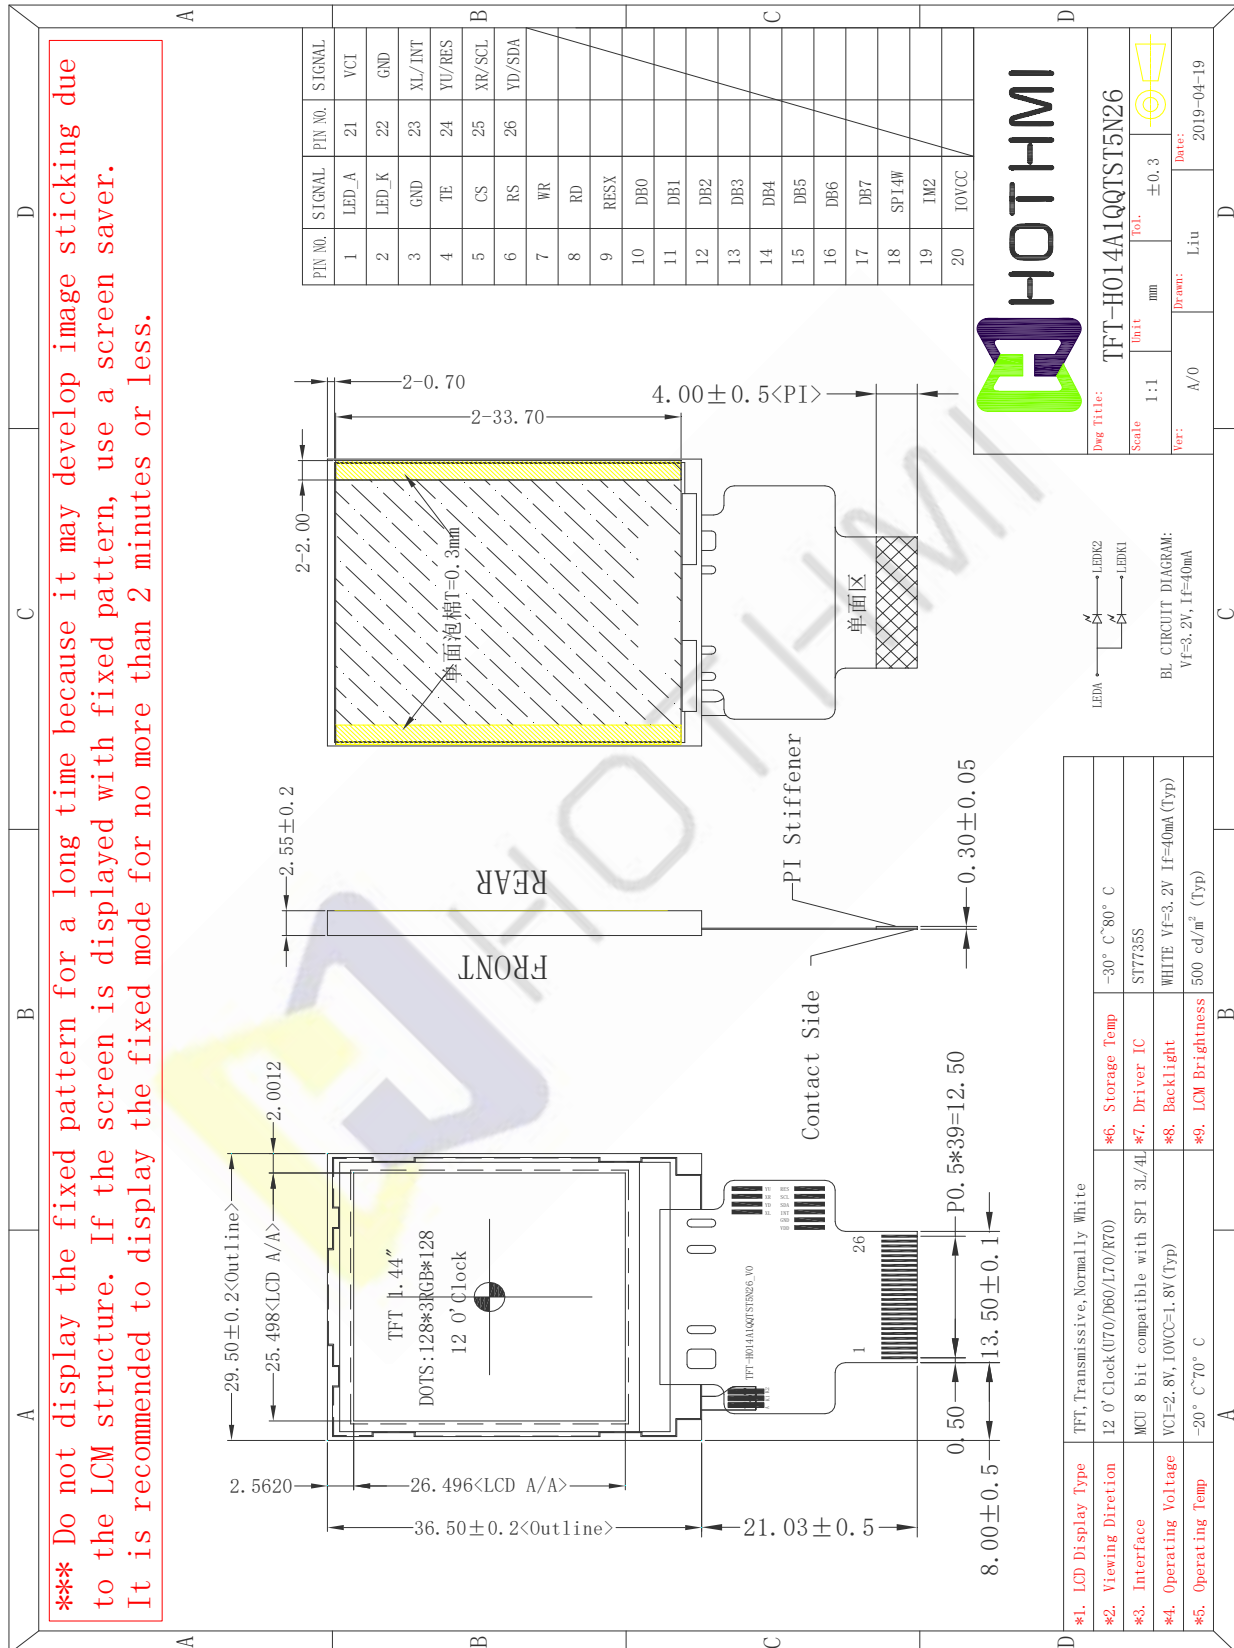 *** Do not display the fixed pattern for a long time because it may develop image sticking due
to the LCM structure. If the screen is displayed with fixed pattern, use a screen saver.
It is recommended to display the fixed mode for no more than 2 minutes or less.
A
B
C
D
A
B
C
D
A
B
C
D
A
B
C
D
29.50±0.2<Outline>
25.498<LCD A/A>
2.0012
2.5620
26.496<LCD A/A>
36.50±0.2<Outline>
21.03±0.5
TFT 1.44"
DOTS:128*3RGB*128
12 O'Clock
TFT-H014A1QQTST5N26_V0
1
26
0.50
P0.5*39=12.50
13.50±0.1
8.00±0.5
2.55±0.2
FRONT
REAR
Contact Side
PI Stiffener
0.30±0.05
2-2.00
2-0.70
2-33.70
4.00±0.5<PI>
单面泡棉T=0.3mm
单面区
HOTHMI
PIN NO. SIGNAL PIN NO. SIGNAL
1 LED_A 21 VCI
2 LED_K 22 GND
3 GND 23 XL/INT
4 TE 24 YU/RES
5 CS 25 XR/SCL
6 RS 26 YD/SDA
7 WR
8 RD
9 RESX
10 DB0
11 DB1
12 DB2
13 DB3
14 DB4
15 DB5
16 DB6
17 DB7
18 SPI4W
19 IM2
20 IOVCC
*1. LCD Display Type TFT,Transmissive,Normally White
*2. Viewing Diretion 12 O'Clock(U70/D60/L70/R70) *6. Storage Temp -30° C~80° C
*3. Interface MCU 8 bit compatible with SPI 3L/4L *7. Driver IC ST7735S
*4. Operating Voltage VCI=2.8V,IOVCC=1.8V(Typ) *8. Backlight WHITE Vf=3.2V If=40mA(Typ)
*5. Operating Temp -20° C~70° C *9. LCM Brightness 500 cd/m² (Typ)
LEDA
LEDK2
LEDK1
BL CIRCUIT DIAGRAM:
Vf=3.2V,If=40mA
HOTHMI
Dwg Title: TFT-H014A1QQTST5N26
Scale 1:1 Unit mm Tol. ±0.3
Ver: A/0 Drawn: Liu Date: 2019-04-19